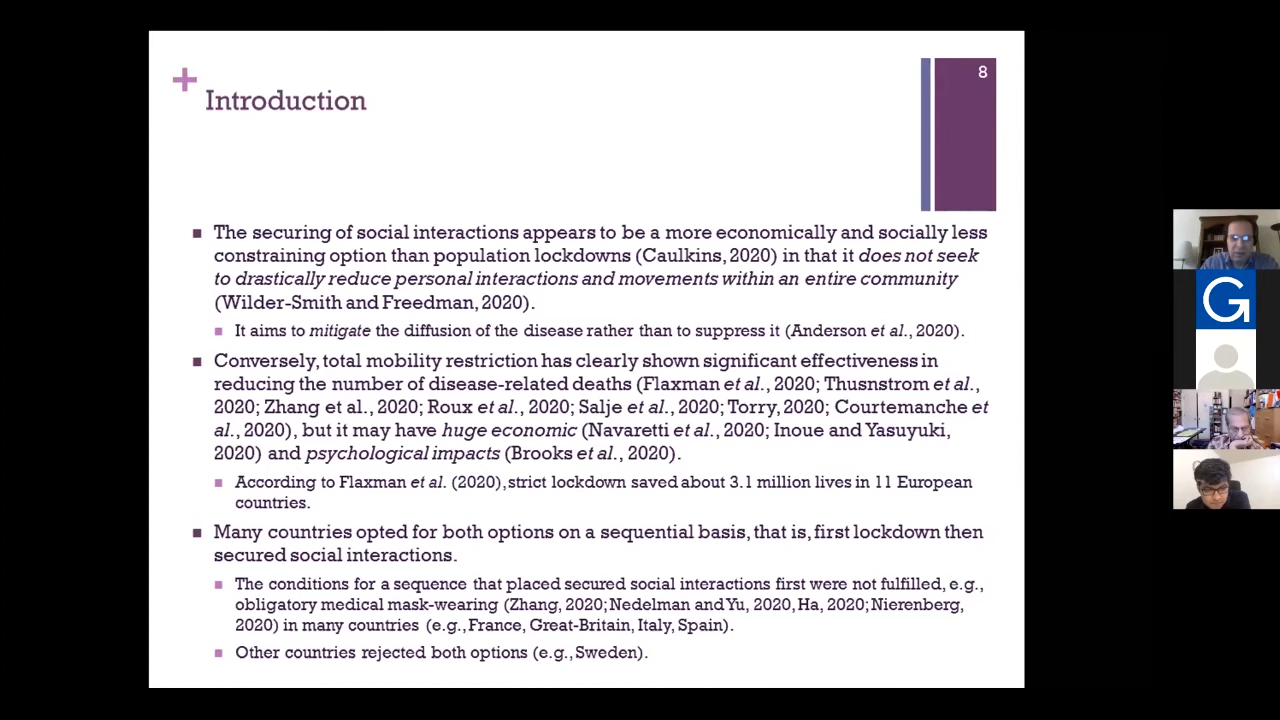 8
+
Introduction
■ The securing of social interactions appears to be a more economically and socially less
constraining option than population lockdowns (Caulkins, 2020) in that it does not seek
to drastically reduce personal interactions and movements within an entire community
(Wilder-Smith and Freedman, 2020).
■ It aims to mitigate the diffusion of the disease rather than to suppress it (Anderson et al., 2020).
■ Conversely, total mobility restriction has clearly shown significant effectiveness in
reducing the number of disease-related deaths (Flaxman et al., 2020; Thusnstrom et al.,
2020; Zhang et al., 2020; Roux et al., 2020; Salje et al., 2020; Torry, 2020; Courtemanche et
al., 2020), but it may have huge economic (Navaretti et al., 2020; Inoue and Yasuyuki,
2020) and psychological impacts (Brooks et al., 2020).
■ According to Flaxman et al. (2020), strict lockdown saved about 3.1 million lives in 11 European
countries.
■ Many countries opted for both options on a sequential basis, that is, first lockdown then
secured social interactions.
■ The conditions for a sequence that placed secured social interactions first were not fulfilled, e.g.,
obligatory medical mask-wearing (Zhang, 2020; Nedelman and Yu, 2020, Ha, 2020; Nierenberg,
2020) in many countries (e.g., France, Great-Britain, Italy, Spain).
■ Other countries rejected both options (e.g., Sweden).
G